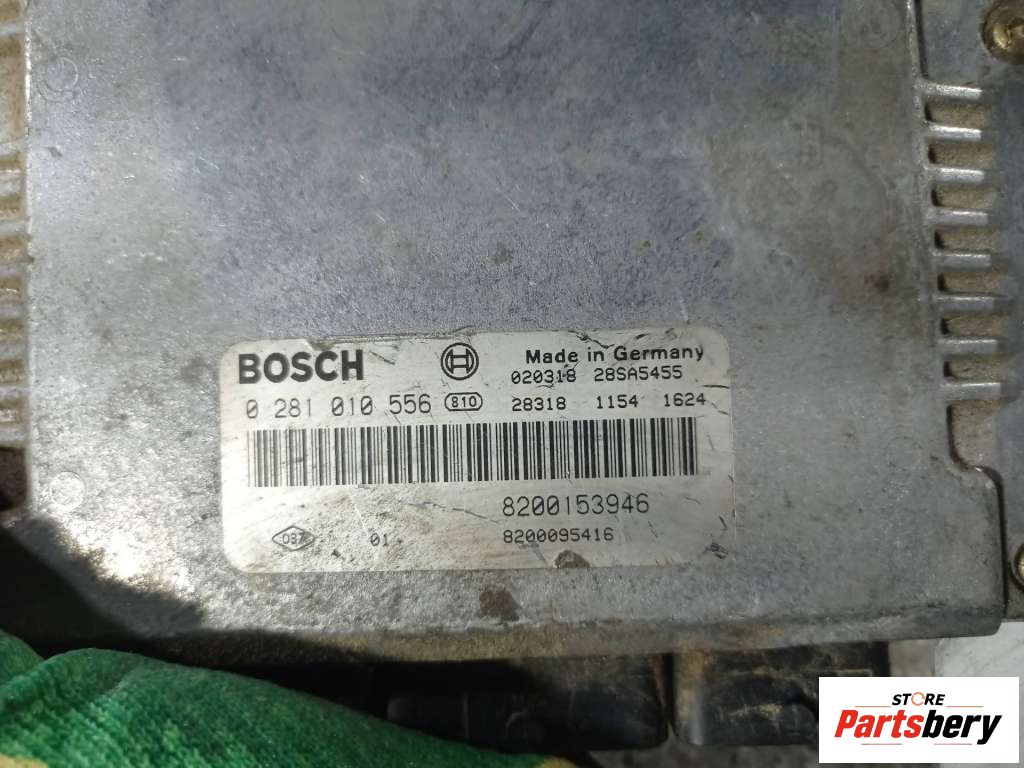 BOSCH
Made in Germany
020318 28SA5455
0 281 010 556 810 28318 1154 1624
8200153946
01 8200095416
STORE
Partsbery